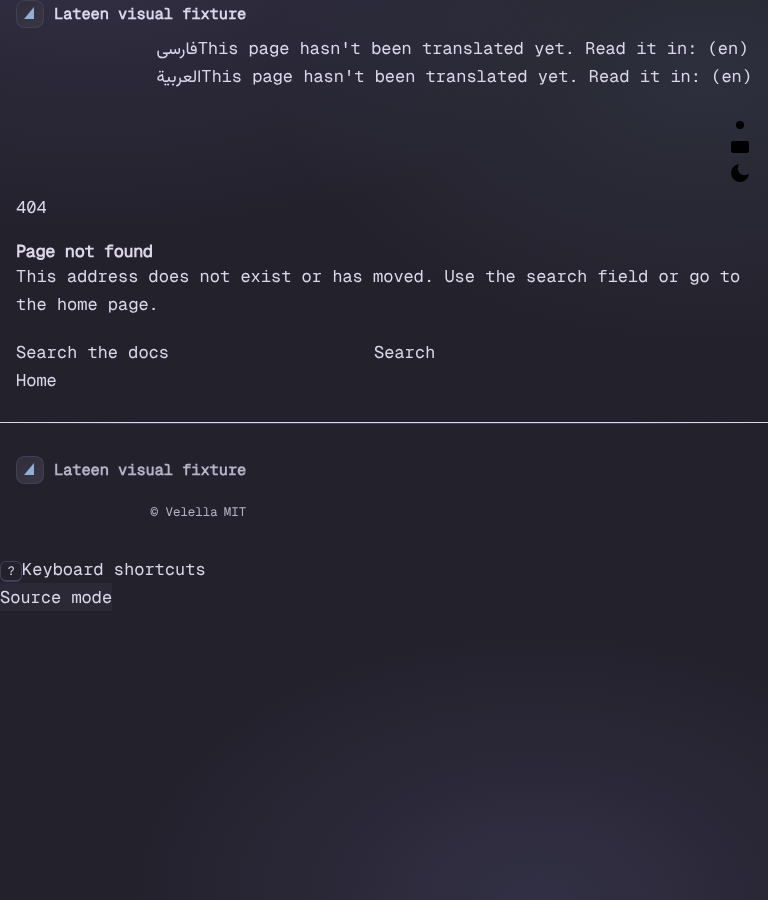 Lateen visual fixture
فارسیThis page hasn't been translated yet. Read it in: (en)
العربيةThis page hasn't been translated yet. Read it in: (en)
404
Page not found
This address does not exist or has moved. Use the search field or go to
the home page.
Search the docs Search
Home
Lateen visual fixture
© Velella MIT
? Keyboard shortcuts
Source mode